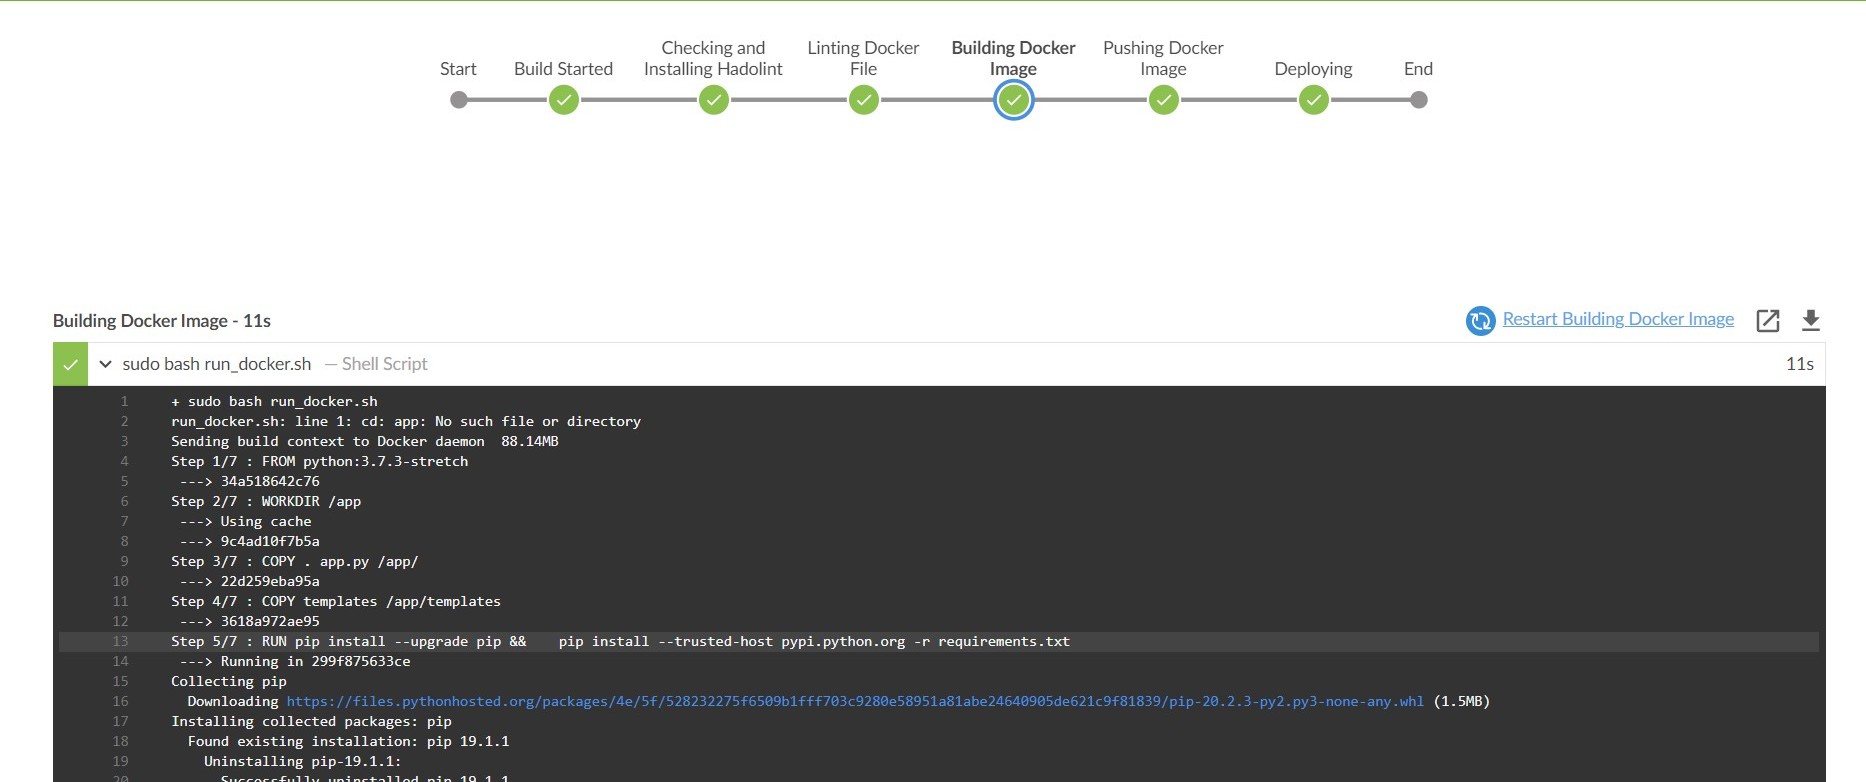 Start
Build Started
Checking and
Installing Hadolint
Linting Docker
File
Building Docker
Image
Pushing Docker
Image
Deploying
End
Building Docker Image - 11s
Restart Building Docker Image
sudo bash run_docker.sh — Shell Script 11s
1 + sudo bash run_docker.sh
2 run_docker.sh: line 1: cd: app: No such file or directory
3 Sending build context to Docker daemon 88.14MB
4 Step 1/7 : FROM python:3.7.3-stretch
5 ---> 34a518642c76
6 Step 2/7 : WORKDIR /app
7 ---> Using cache
8 ---> 9c4ad10f7b5a
9 Step 3/7 : COPY . app.py /app/
10 ---> 22d259eba95a
11 Step 4/7 : COPY templates /app/templates
12 ---> 3618a972ae95
13 Step 5/7 : RUN pip install --upgrade pip && pip install --trusted-host pypi.python.org -r requirements.txt
14 ---> Running in 299f875633ce
15 Collecting pip
16 Downloading https://files.pythonhosted.org/packages/4e/5f/528232275f6509b1fff703c9280e58951a81abe24640905de621c9f81839/pip-20.2.3-py2.py3-none-any.whl (1.5MB)
17 Installing collected packages: pip
18 Found existing installation: pip 19.1.1
19 Uninstalling pip-19.1.1:
20 Successfully uninstalled pip-19.1.1